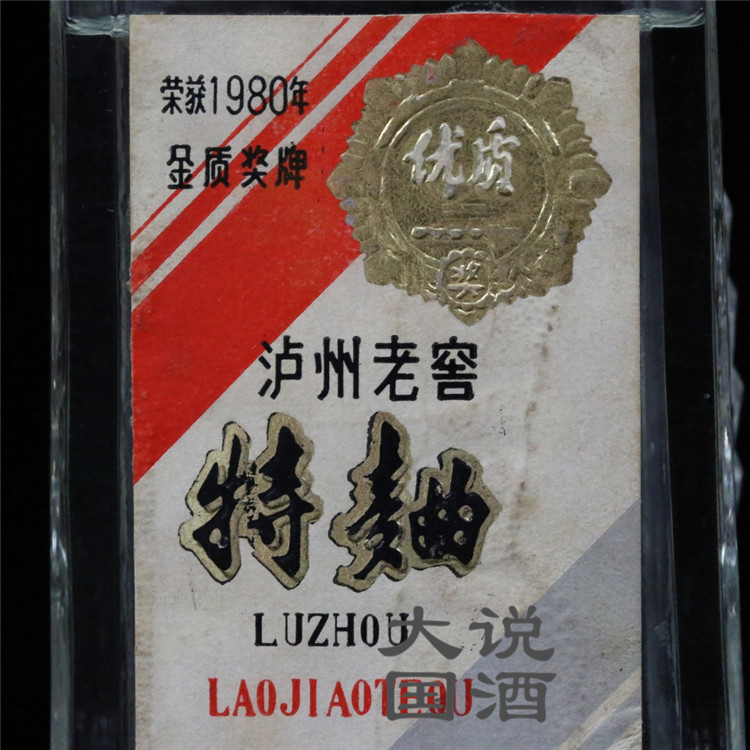 荣获1980年
金质奖牌
优质
奖
泸州老窖
特麯
LUZHOU
LAOJIAOTEQU
大说
国酒